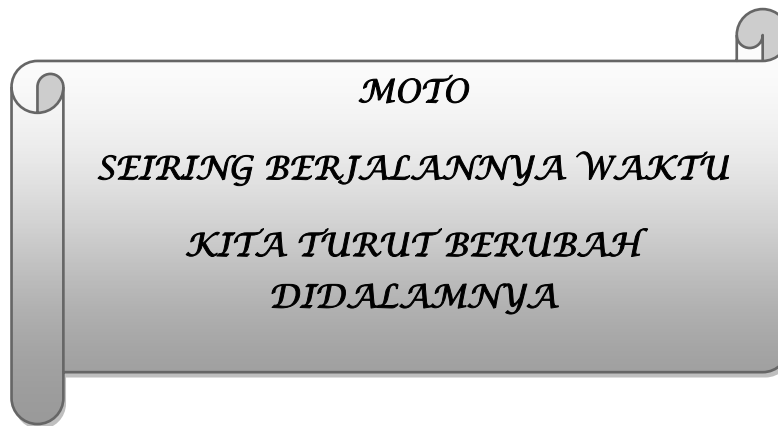 MOTO
SEIRING BERJALANNYA WAKTU
KITA TURUT BERUBAH
DIDALAMNYA